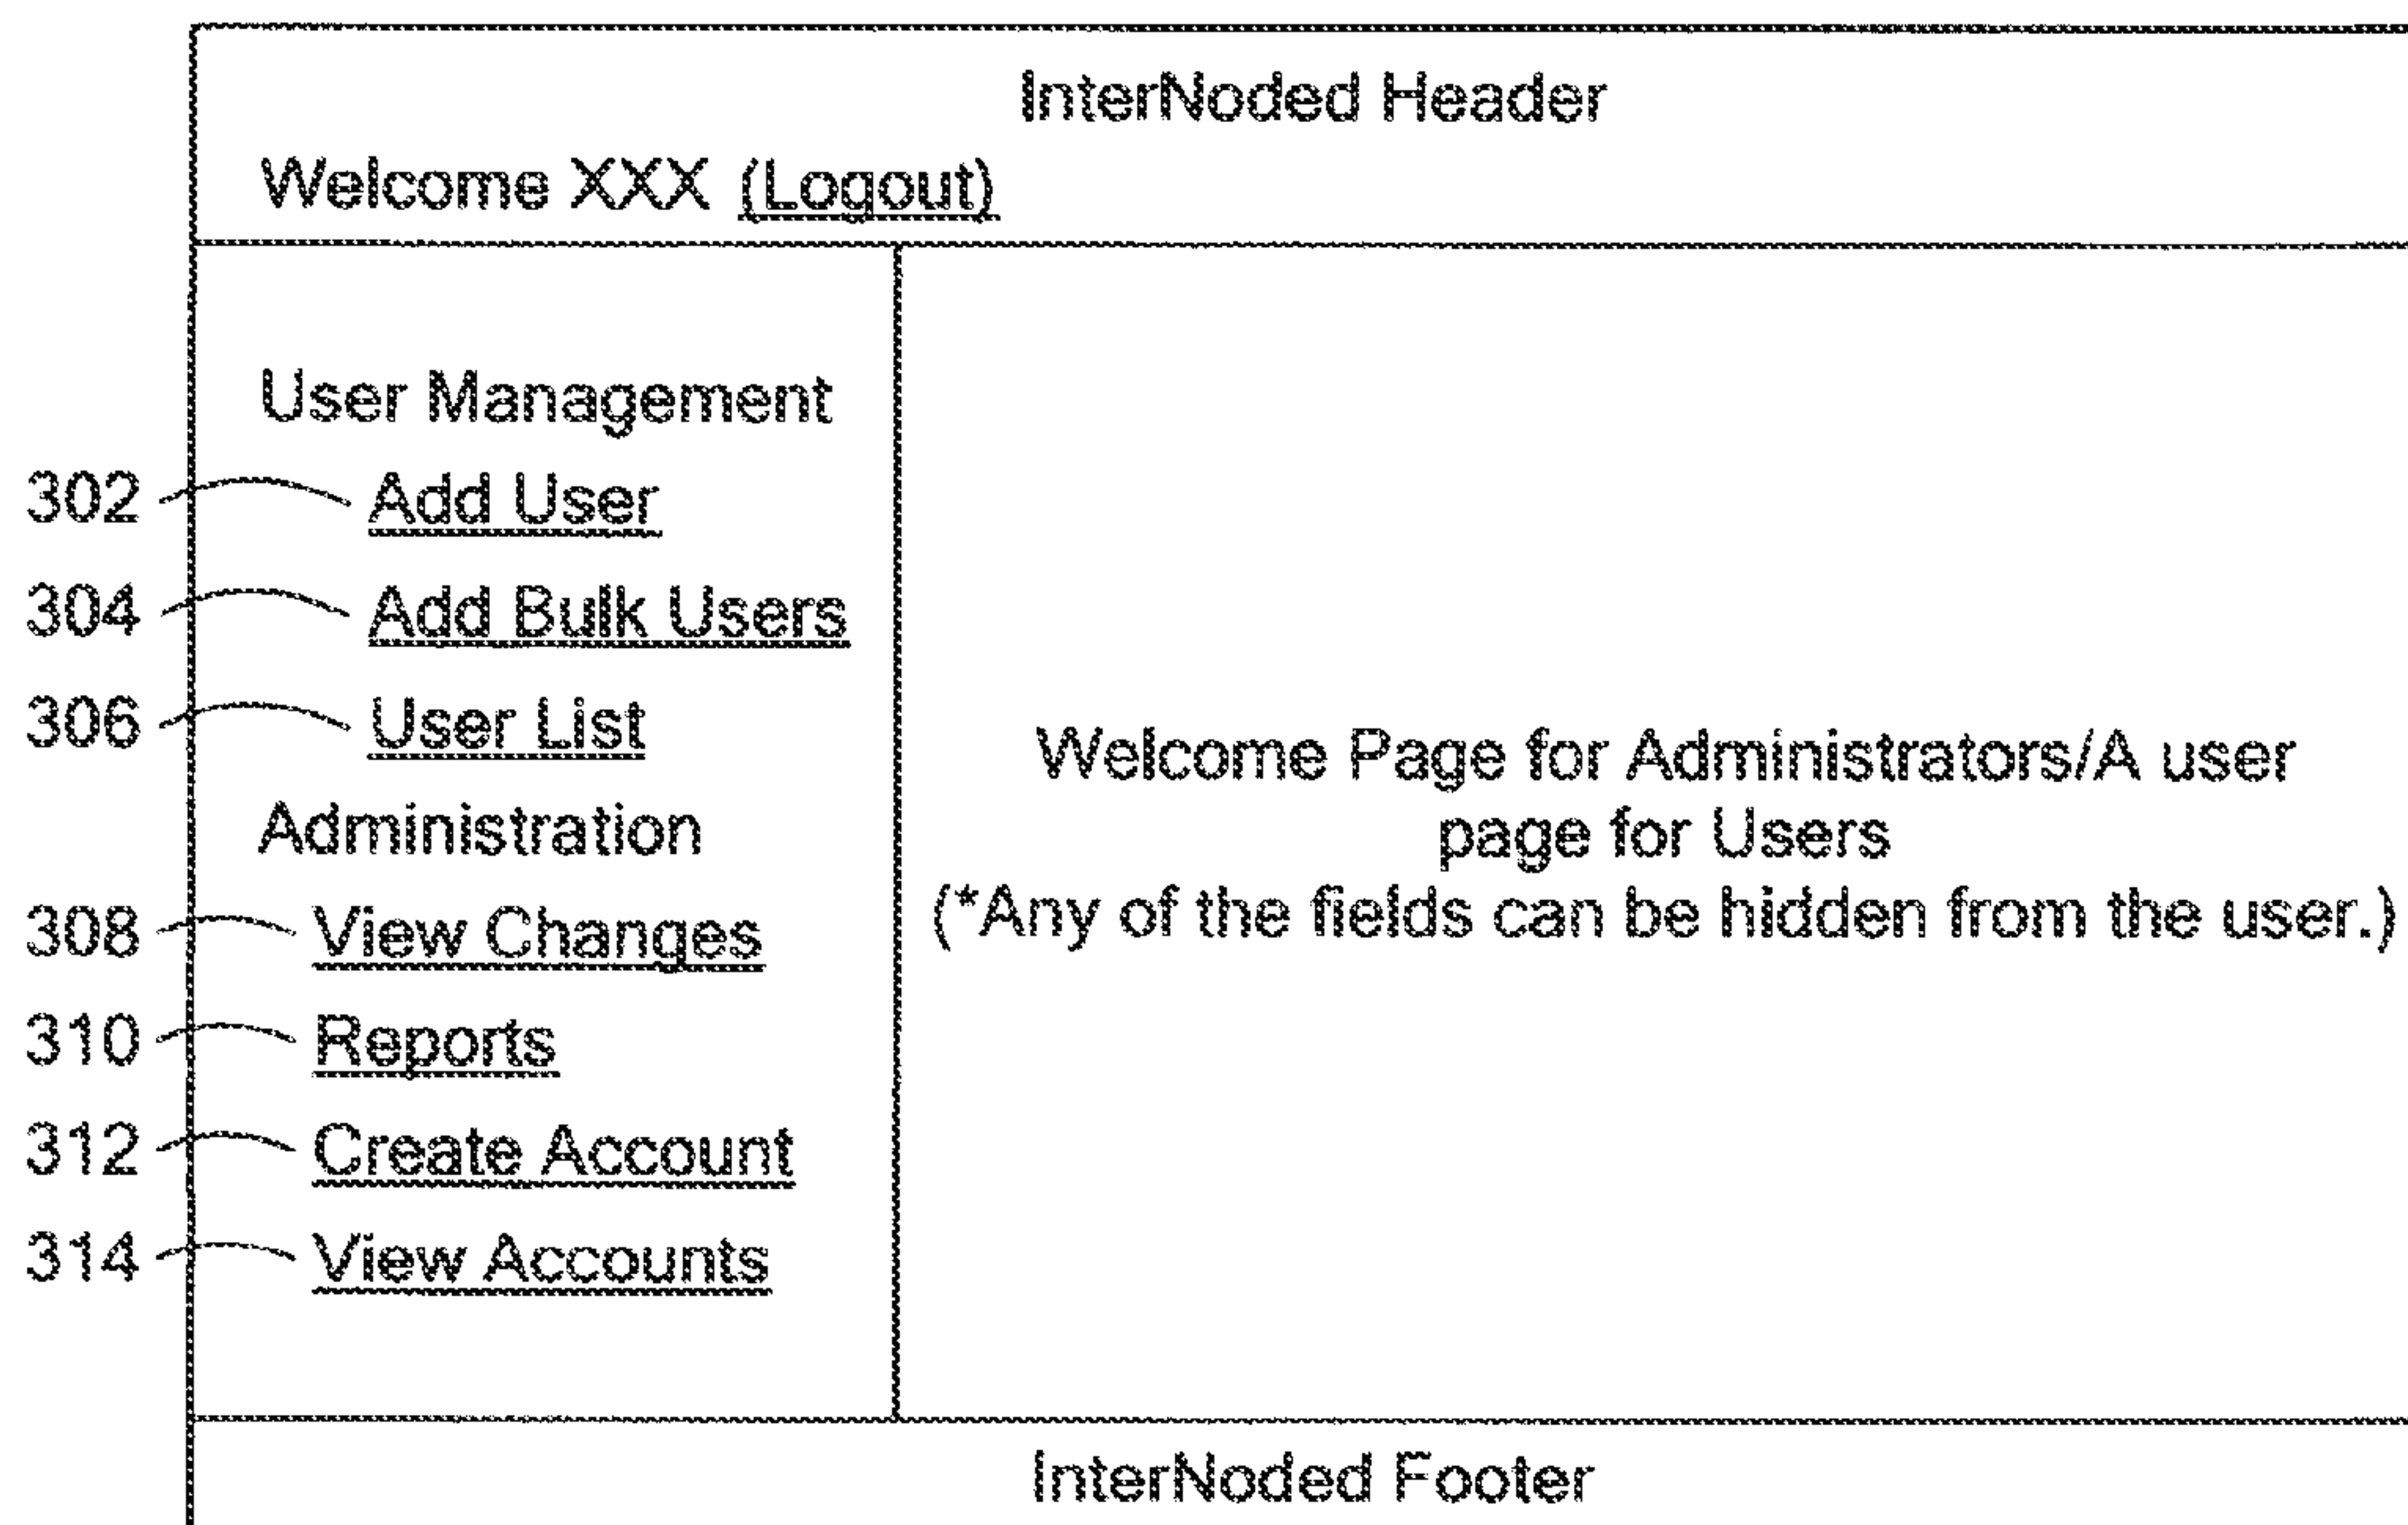 InterNoded Header
Welcome XXX (Logout)
User Management
302 Add User
304 Add Bulk Users
306 User List
Administration
308 View Changes
310 Reports
312 Create Account
314 View Accounts
Welcome Page for Administrators/A user
page for Users
(*Any of the fields can be hidden from the user.)
InterNoded Footer